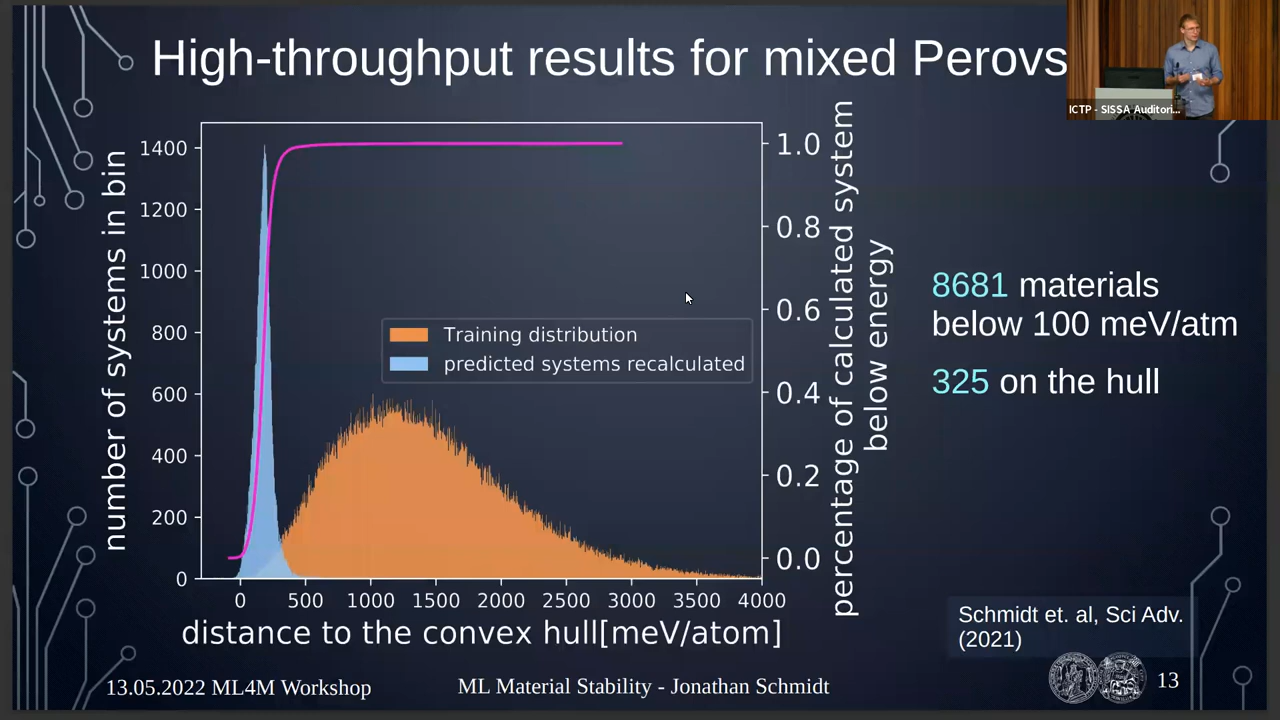 High-throughput results for mixed Perovs
ICTP - SISSA Auditori...
number of systems in bin
1400
1200
1000
800
600
400
200
0
Training distribution
predicted systems recalculated
1.0
0.8
0.6
0.4
0.2
0.0
percentage of calculated system
below energy
0 500 1000 1500 2000 2500 3000 3500 4000
distance to the convex hull[meV/atom]
8681 materials
below 100 meV/atm
325 on the hull
Schmidt et. al, Sci Adv.
(2021)
13.05.2022 ML4M Workshop
ML Material Stability - Jonathan Schmidt
13